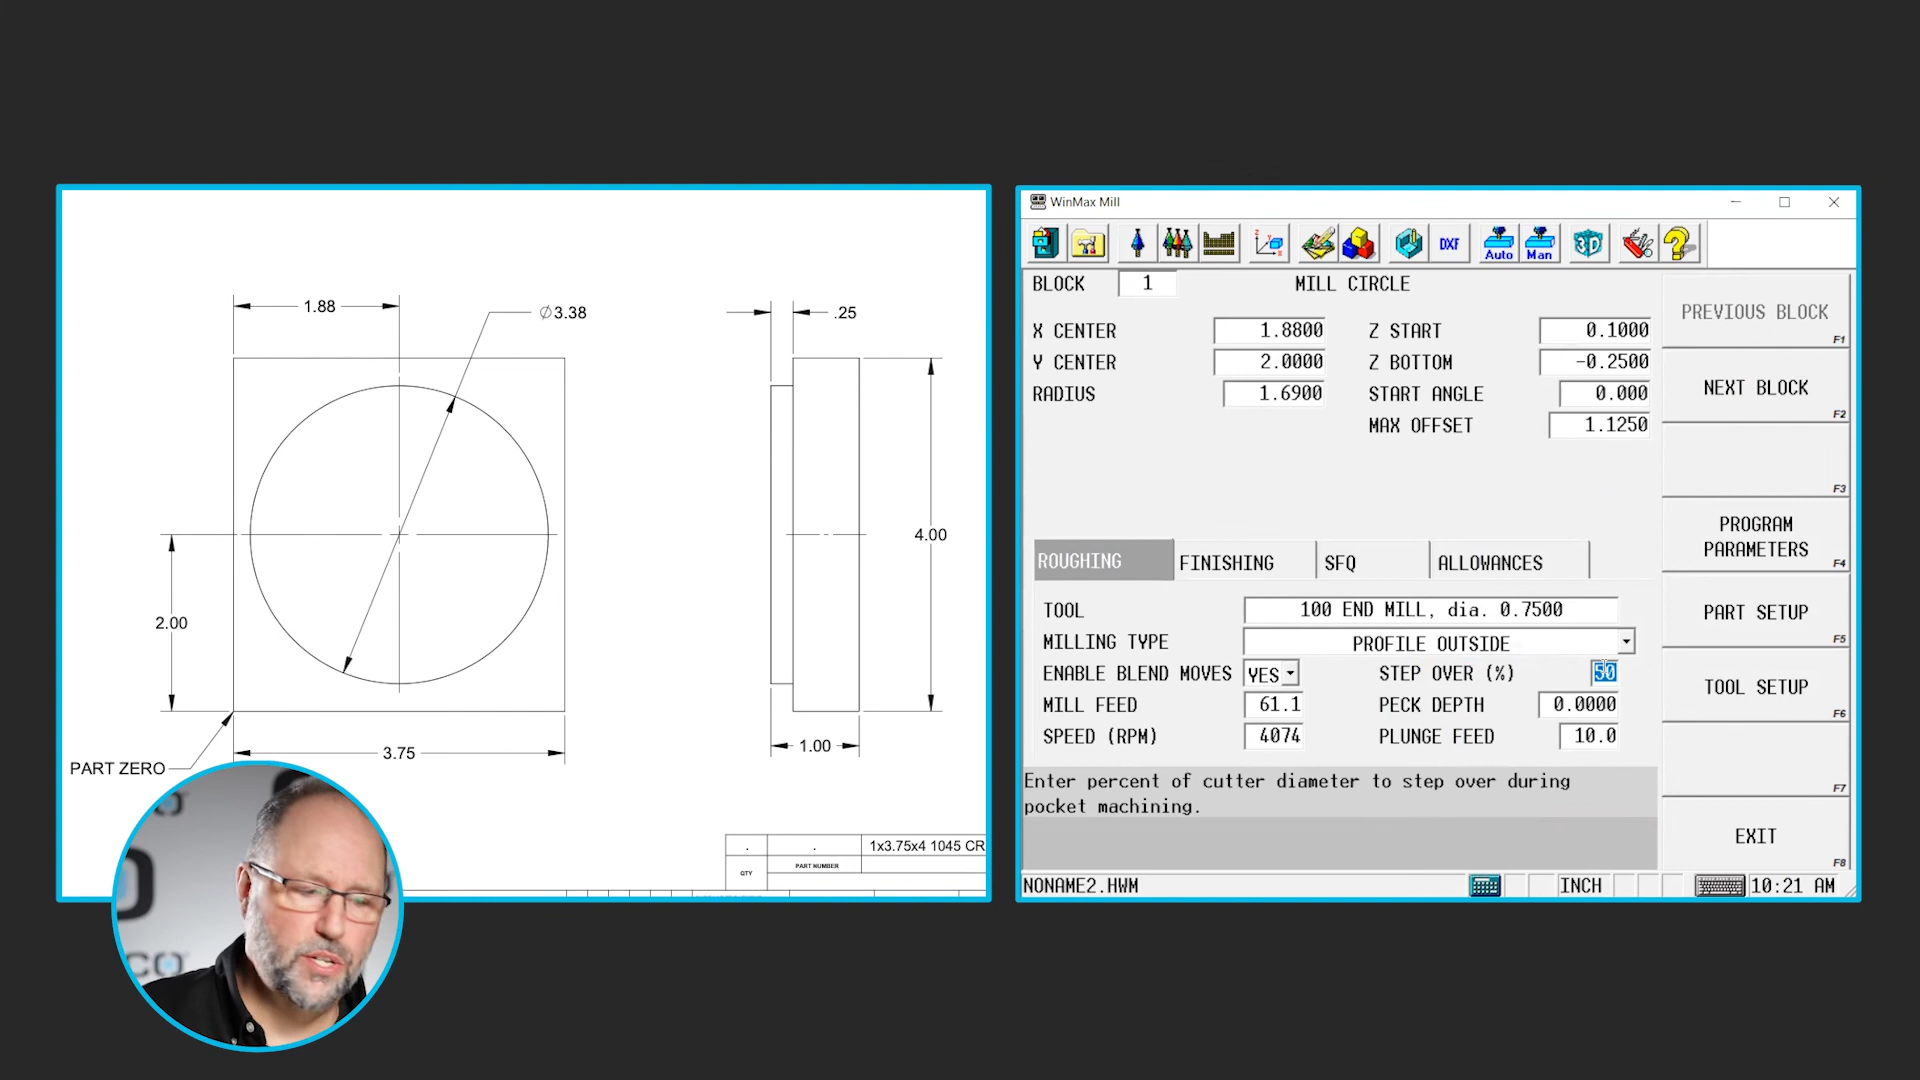 1.88
3.38
.25
4.00
2.00
3.75
1.00
PART ZERO
. . 1x3.75x4 1045 CR
QTY
PART NUMBER
CO
WinMax Mill
DXF
Auto
Man
3D
BLOCK 1 MILL CIRCLE
X CENTER 1.8800 Z START 0.1000
Y CENTER 2.0000 Z BOTTOM -0.2500
RADIUS 1.6900 START ANGLE 0.000
MAX OFFSET 1.1250
ROUGHING FINISHING SFQ ALLOWANCES
TOOL 100 END MILL, dia. 0.7500
MILLING TYPE PROFILE OUTSIDE
ENABLE BLEND MOVES YES STEP OVER (%) 50
MILL FEED 61.1 PECK DEPTH 0.0000
SPEED (RPM) 4074 PLUNGE FEED 10.0
Enter percent of cutter diameter to step over during
pocket machining.
NONAME2.HWM INCH 10:21 AM
PREVIOUS BLOCK
F1
NEXT BLOCK
F2
F3
PROGRAM
PARAMETERS
F4
PART SETUP
F5
TOOL SETUP
F6
F7
EXIT
F8